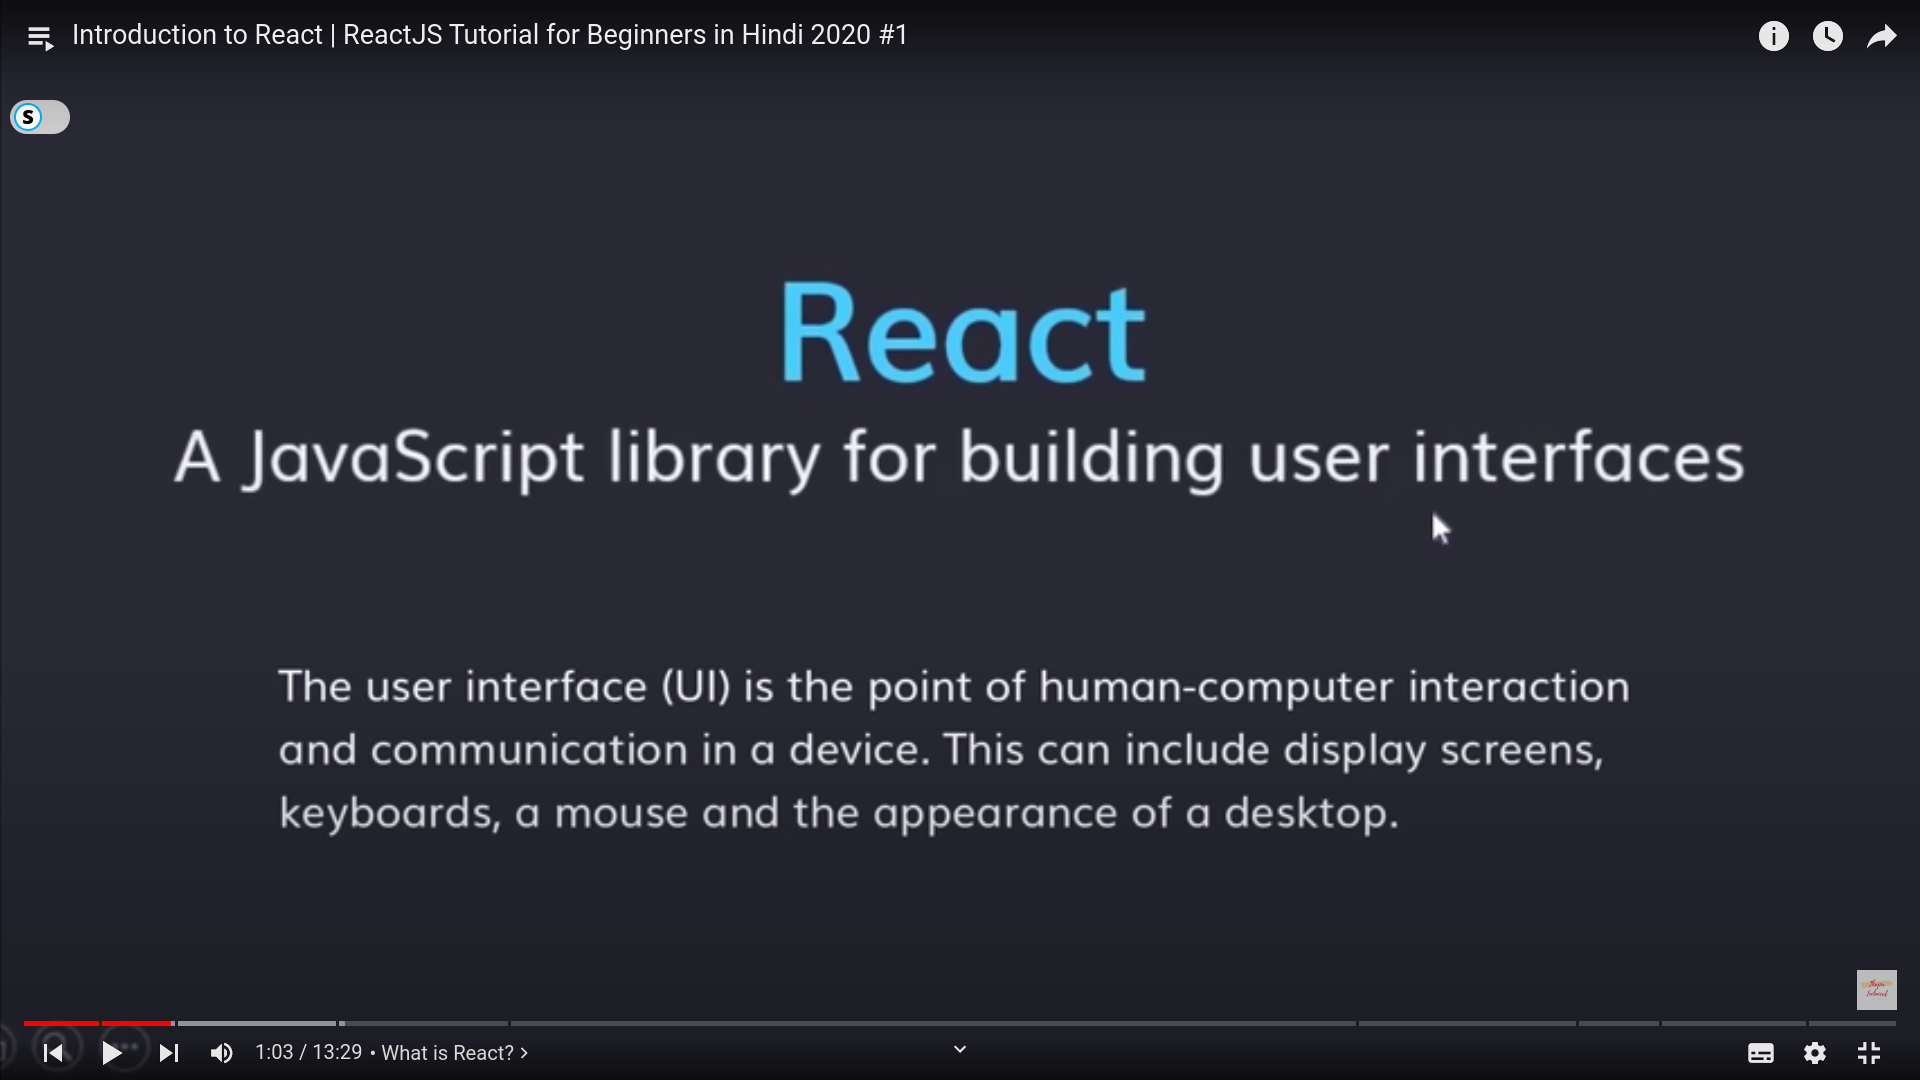 Introduction to React | ReactJS Tutorial for Beginners in Hindi 2020 #1
S
React
A JavaScript library for building user interfaces
The user interface (UI) is the point of human-computer interaction
and communication in a device. This can include display screens,
keyboards, a mouse and the appearance of a desktop.
1:03 / 13:29 • What is React? ›